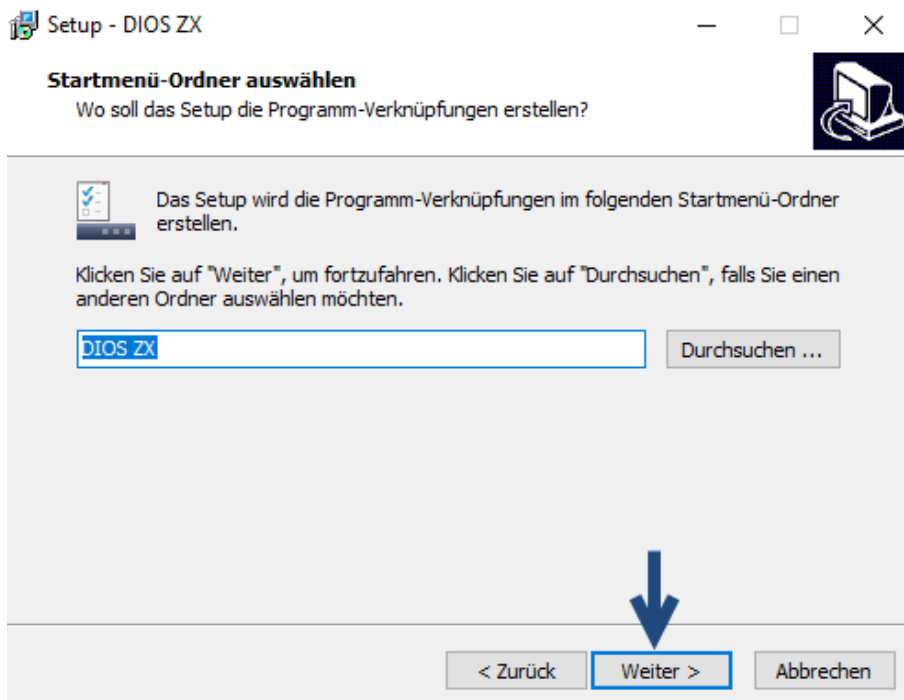 Setup - DIOS ZX
Startmenü-Ordner auswählen
Wo soll das Setup die Programm-Verknüpfungen erstellen?
Das Setup wird die Programm-Verknüpfungen im folgenden Startmenü-Ordner
erstellen.
Klicken Sie auf "Weiter", um fortzufahren. Klicken Sie auf "Durchsuchen", falls Sie einen
anderen Ordner auswählen möchten.
DIOS ZX
Durchsuchen ...
< Zurück
Weiter >
Abbrechen